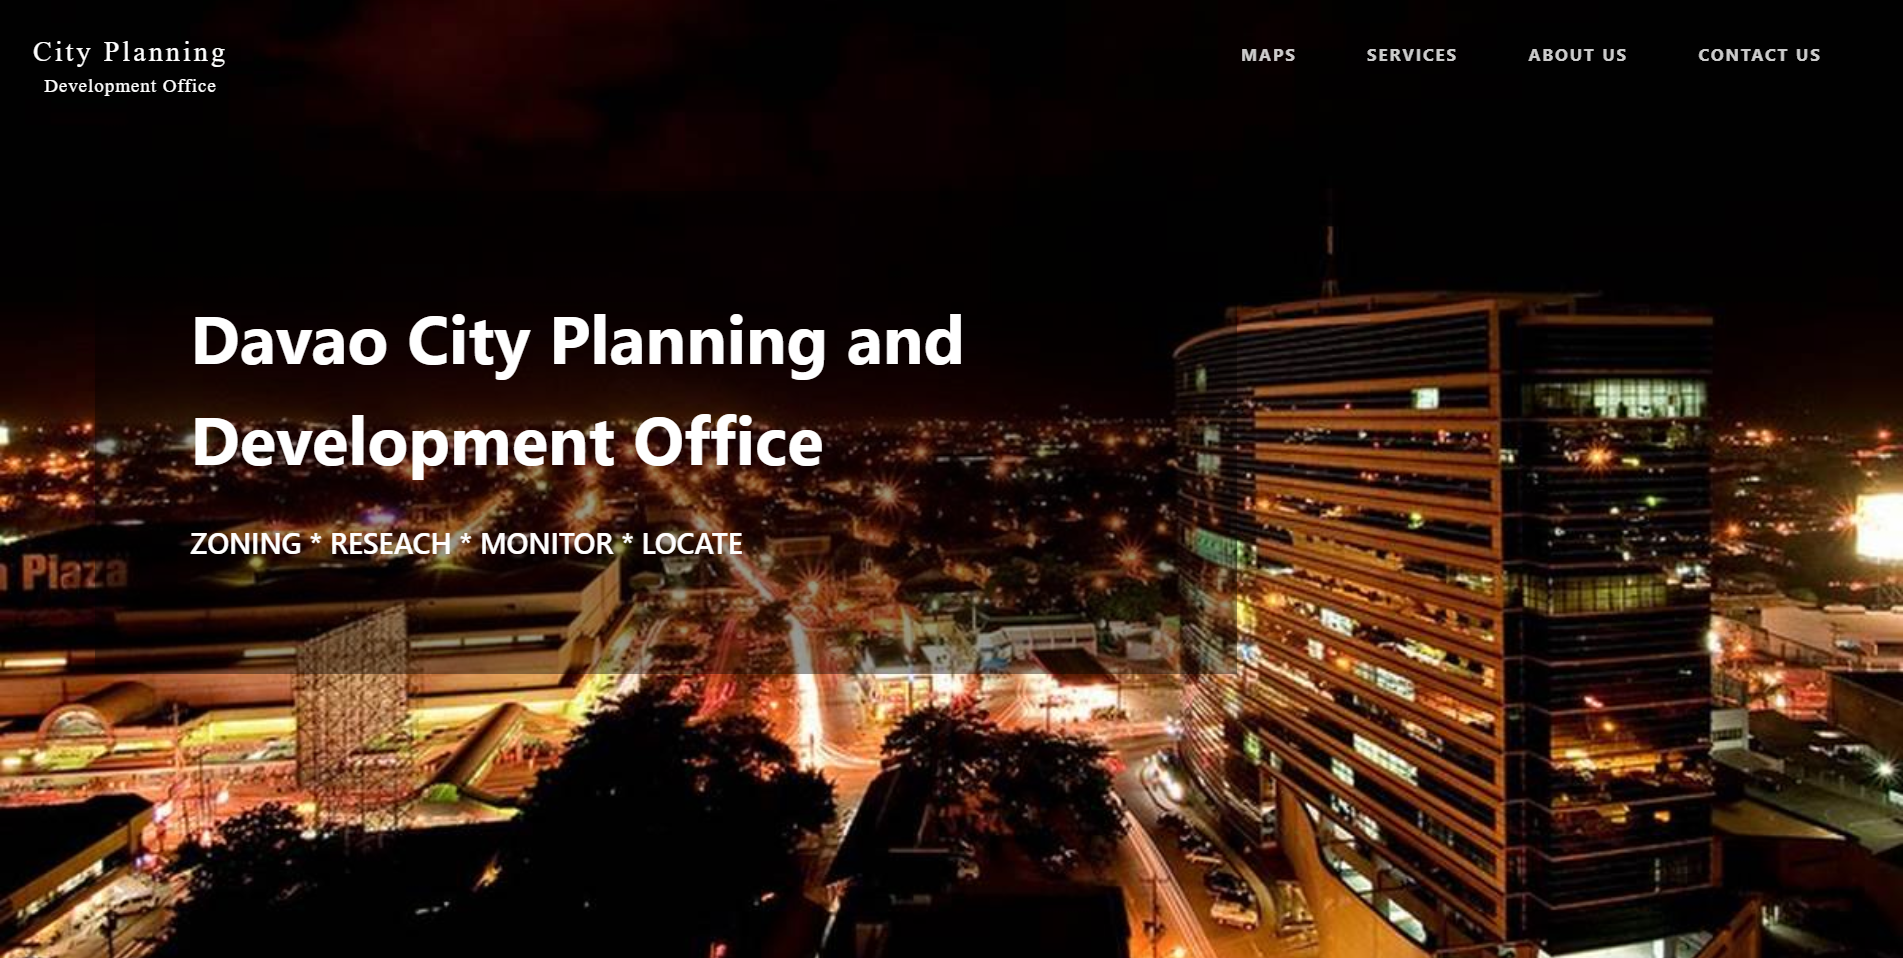 City Planning
Development Office
MAPS SERVICES ABOUT US CONTACT US
Davao City Planning and
Development Office
ZONING * RESEACH * MONITOR * LOCATE
Plaza